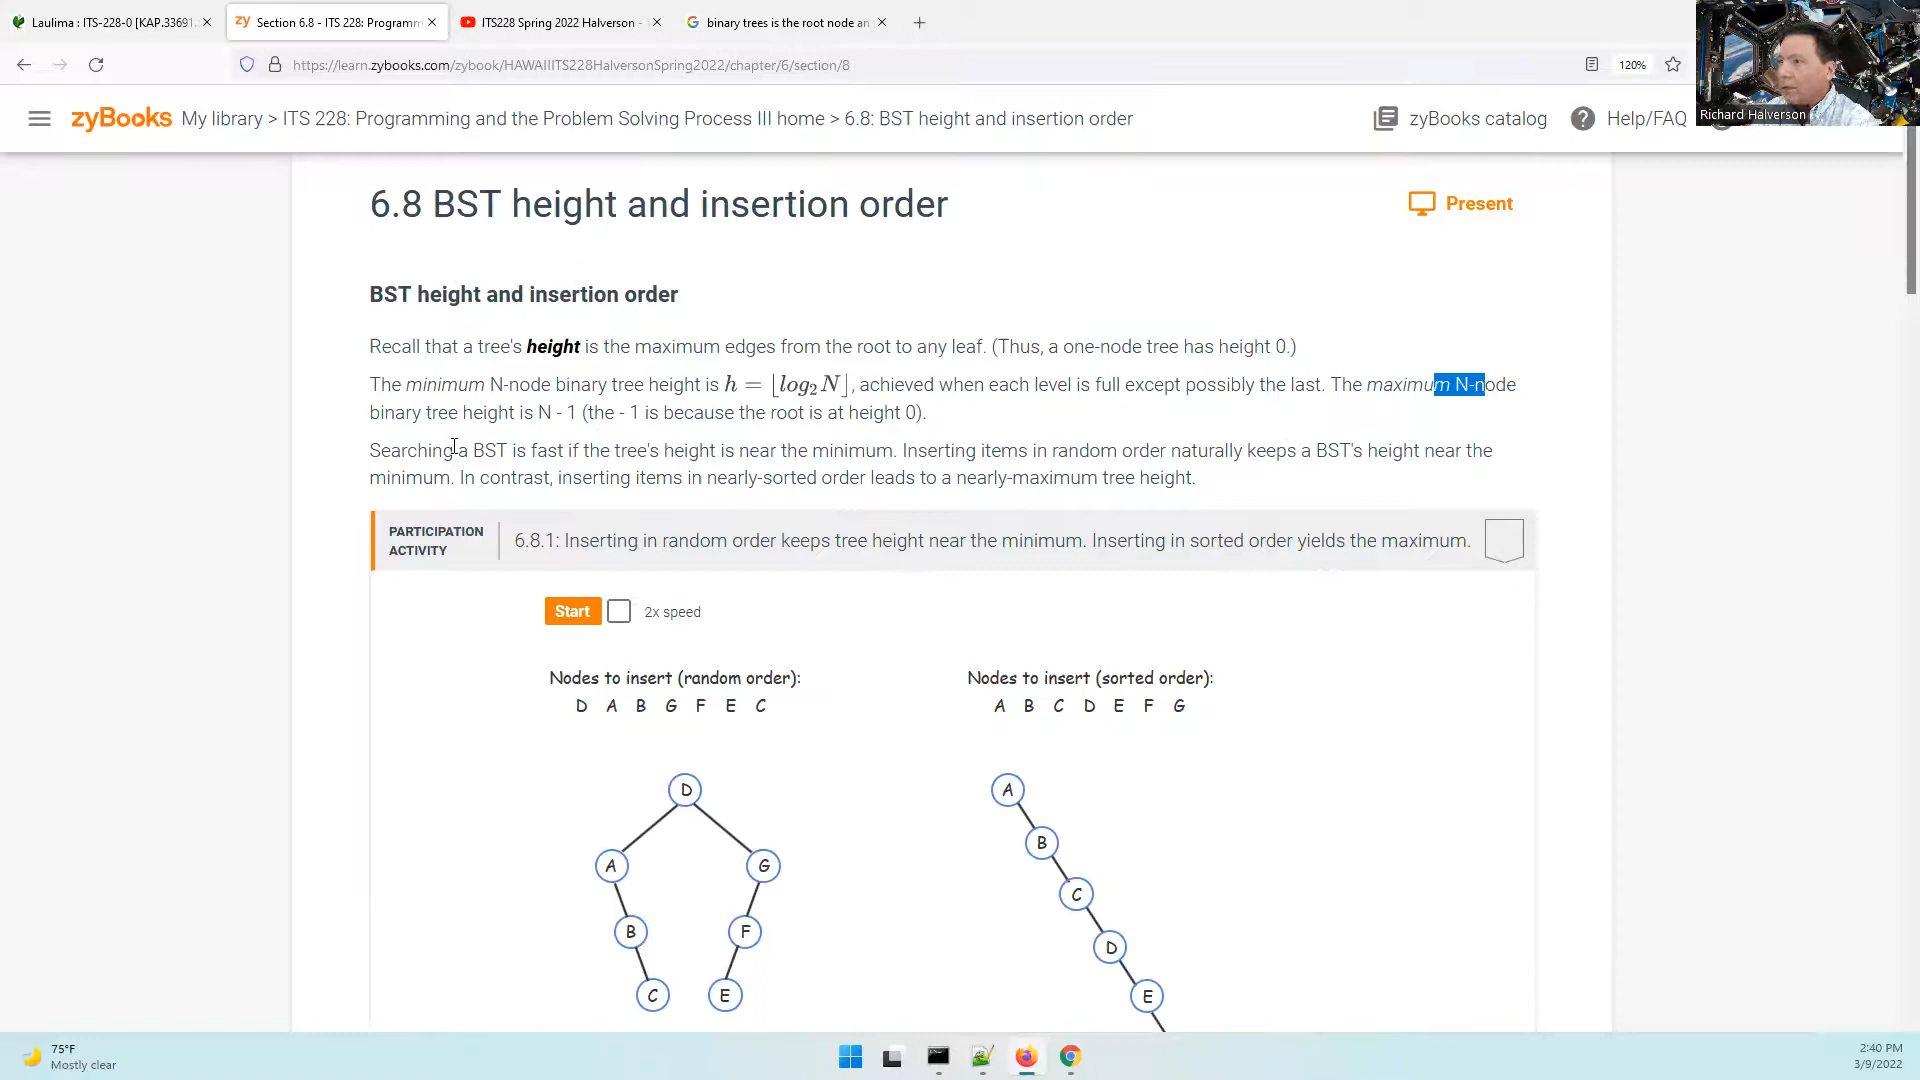 Laulima : ITS-228-0 [KAP.33691.
Section 6.8 - ITS 228: Programm
ITS228 Spring 2022 Halverson -
binary trees is the root node an
https://learn.zybooks.com/zybook/HAWAIIITS228HalversonSpring2022/chapter/6/section/8
120%
Richard Halverson
zyBooks My library > ITS 228: Programming and the Problem Solving Process III home > 6.8: BST height and insertion order
zyBooks catalog
Help/FAQ
6.8 BST height and insertion order
Present
BST height and insertion order
Recall that a tree's height is the maximum edges from the root to any leaf. (Thus, a one-node tree has height 0.)
The minimum N-node binary tree height is h = ⌊log₂N⌋, achieved when each level is full except possibly the last. The maximum N-node
binary tree height is N - 1 (the - 1 is because the root is at height 0).
Searching a BST is fast if the tree's height is near the minimum. Inserting items in random order naturally keeps a BST's height near the
minimum. In contrast, inserting items in nearly-sorted order leads to a nearly-maximum tree height.
PARTICIPATION
ACTIVITY
6.8.1: Inserting in random order keeps tree height near the minimum. Inserting in sorted order yields the maximum.
Start
2x speed
Nodes to insert (random order):
D A B G F E C
Nodes to insert (sorted order):
A B C D E F G
D
A G
B F
C E
A
B
C
D
E
75°F
Mostly clear
2:40 PM
3/9/2022